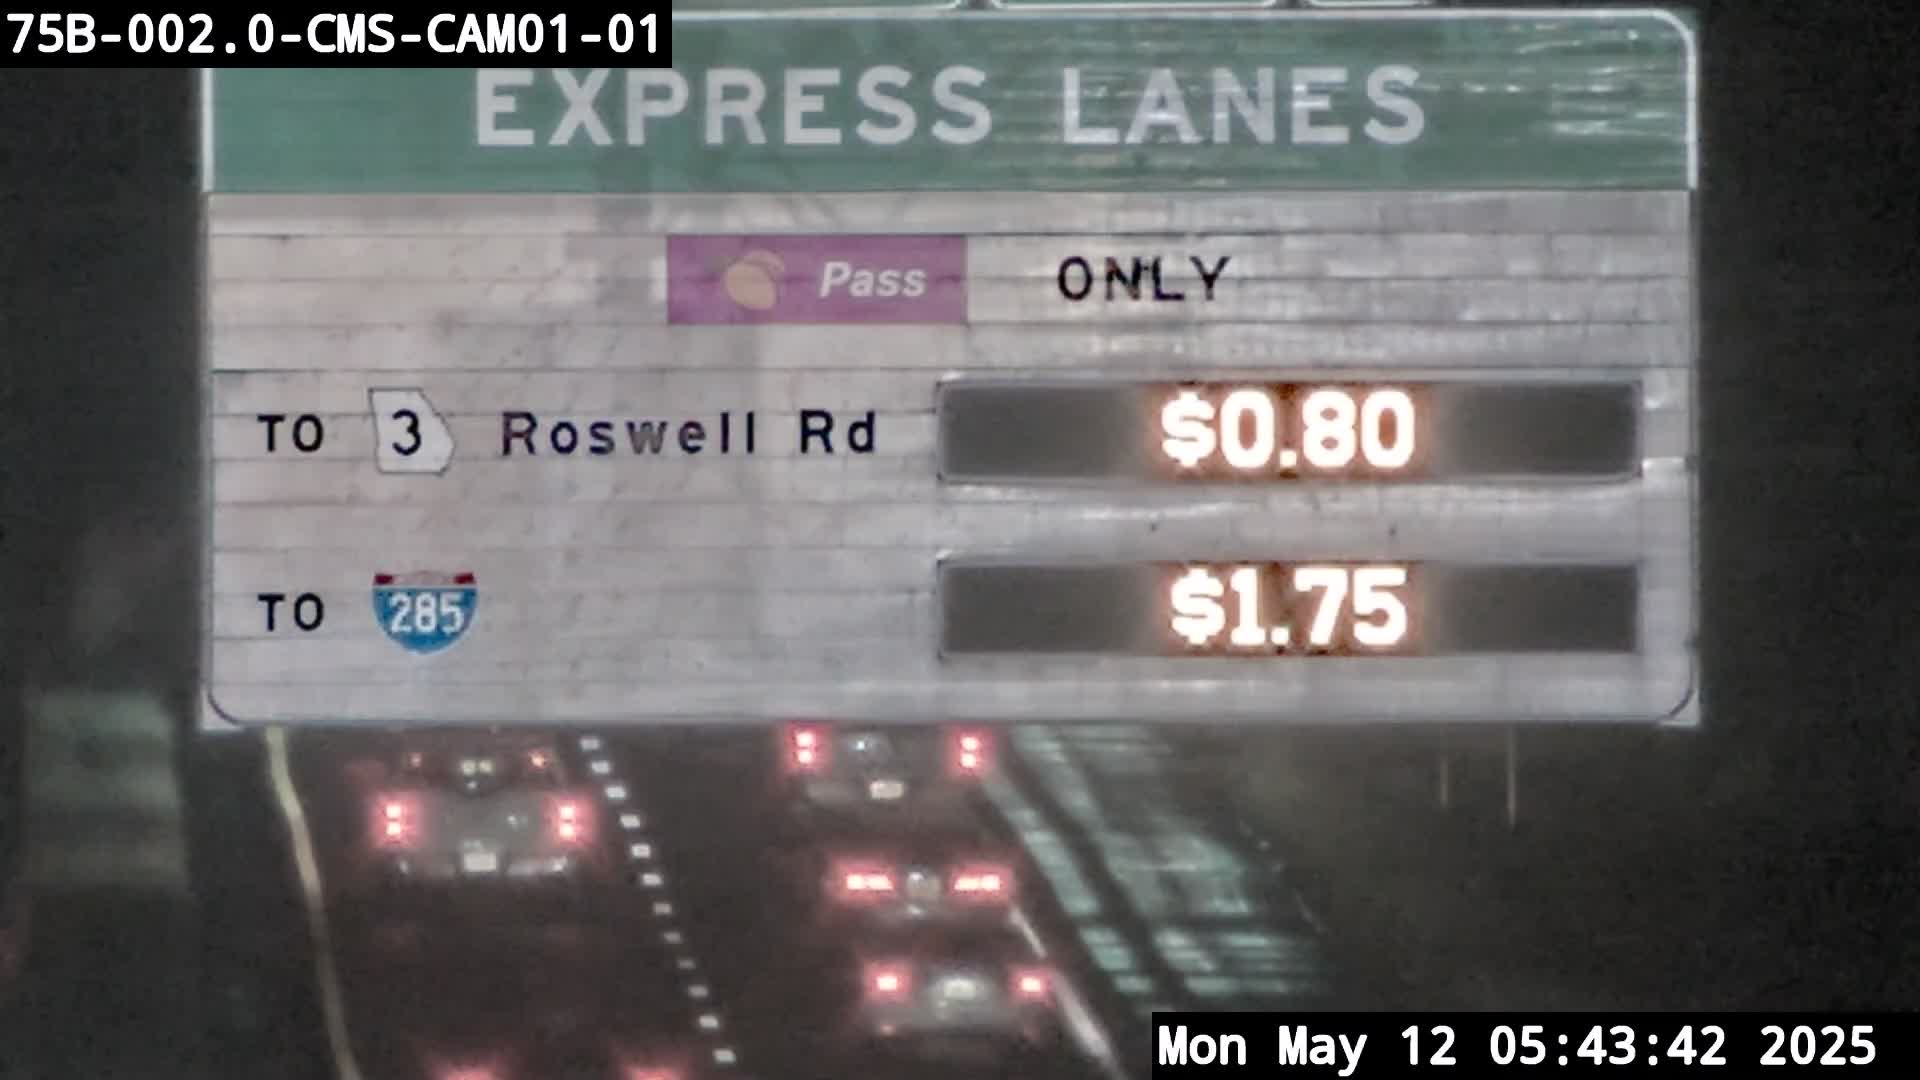 75B-002.0-CMS-CAM01-01
EXPRESS LANES
Pass ONLY
TO 3 Roswell Rd $0.80
TO 285 $1.75
Mon May 12 05:43:42 2025